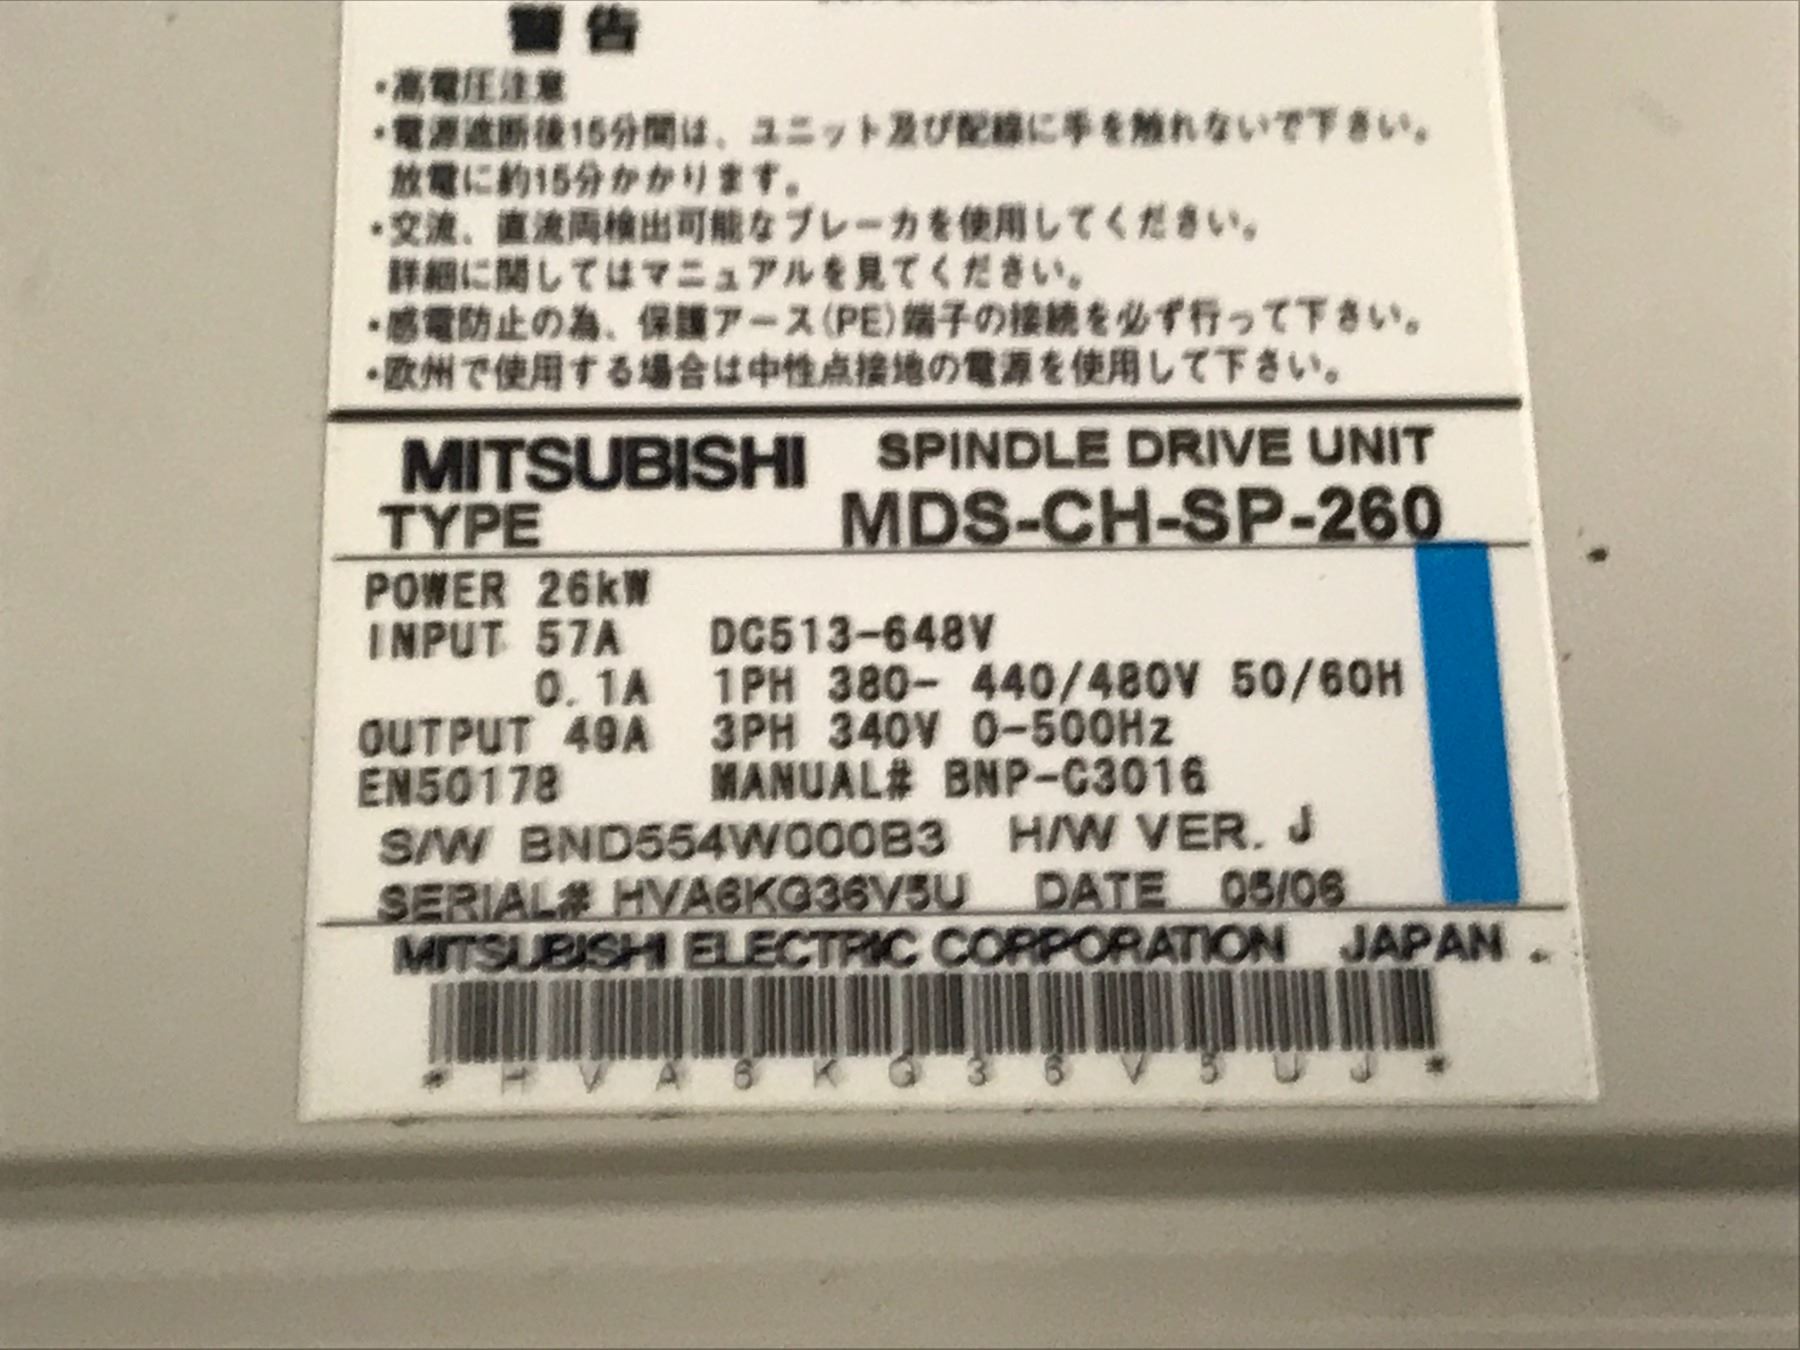 警告
・高電圧注意
・電源遮断後15分間は、ユニット及び配線に手を触れないで下さい。
放電に約15分かかります。
・交流、直流両検出可能なブレーカを使用してください。
詳細に関してはマニュアルを見てください。
・感電防止の為、保護アース(PE)端子の接続を必ず行って下さい。
・欧州で使用する場合は中性点接地の電源を使用して下さい。
MITSUBISHI SPINDLE DRIVE UNIT
TYPE MDS-CH-SP-260
POWER 26kW
INPUT 57A DC513-648V
0.1A 1PH 380- 440/480V 50/60H
OUTPUT 49A 3PH 340V 0-500Hz
EN50178 MANUAL# BNP-C3016
S/W BND554W000B3 H/W VER. J
SERIAL# HVA6KG36V5U DATE 05/06
MITSUBISHI ELECTRIC CORPORATION JAPAN
* H V A 6 K G 3 6 V 5 U J *